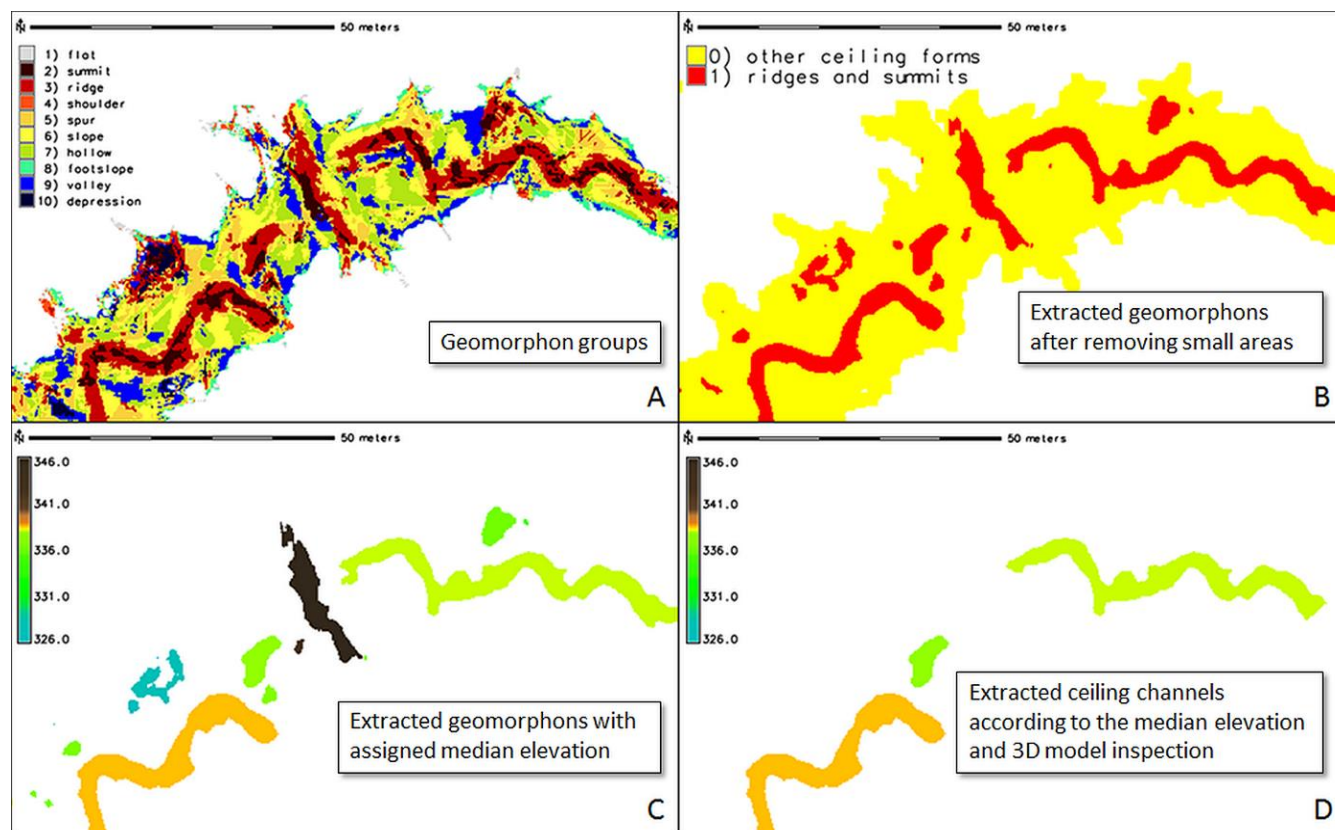 N 50 meters
1) flat
2) summit
3) ridge
4) shoulder
5) spur
6) slope
7) hollow
8) footslope
9) valley
10) depression
Geomorphon groups
A
N 50 meters
0) other ceiling forms
1) ridges and summits
Extracted geomorphons
after removing small areas
B
N 50 meters
346.0
341.0
336.0
331.0
326.0
Extracted geomorphons with
assigned median elevation
C
N 50 meters
346.0
341.0
336.0
331.0
326.0
Extracted ceiling channels
according to the median elevation
and 3D model inspection
D